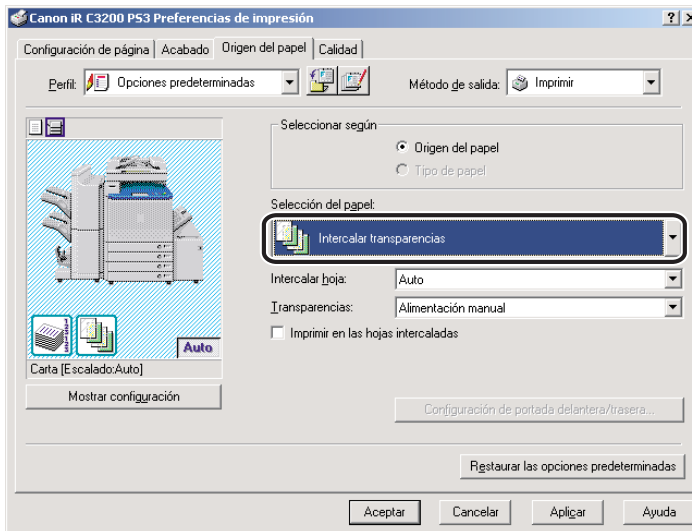 Canon iR C3200 PS3 Preferencias de impresión
Configuración de página Acabado Origen del papel Calidad
Perfil: Opciones predeterminadas Método de salida: Imprimir
Seleccionar según
Origen del papel
Tipo de papel
Selección del papel:
Intercalar transparencias
Intercalar hoja: Auto
Transparencias: Alimentación manual
Imprimir en las hojas intercaladas
Auto
Carta [Escalado:Auto]
Mostrar configuración
Configuración de portada delantera/trasera...
Restaurar las opciones predeterminadas
Aceptar Cancelar Aplicar Ayuda